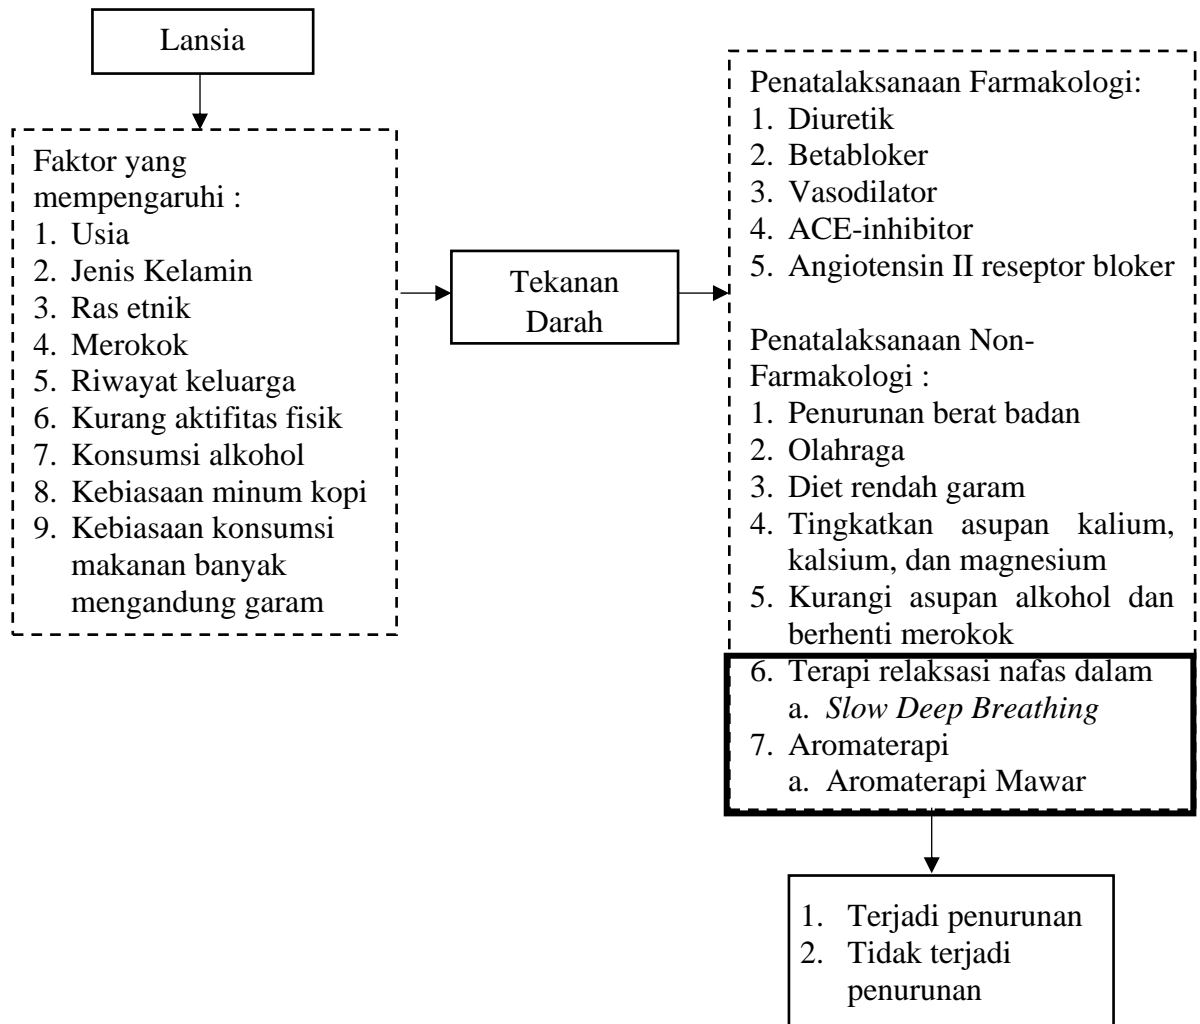 Lansia
Faktor yang
mempengaruhi :
1. Usia
2. Jenis Kelamin
3. Ras etnik
4. Merokok
5. Riwayat keluarga
6. Kurang aktifitas fisik
7. Konsumsi alkohol
8. Kebiasaan minum kopi
9. Kebiasaan konsumsi
makanan banyak
mengandung garam
Tekanan
Darah
Penatalaksanaan Farmakologi:
1. Diuretik
2. Betabloker
3. Vasodilator
4. ACE-inhibitor
5. Angiotensin II reseptor bloker
Penatalaksanaan Non-
Farmakologi :
1. Penurunan berat badan
2. Olahraga
3. Diet rendah garam
4. Tingkatkan asupan kalium,
kalsium, dan magnesium
5. Kurangi asupan alkohol dan
berhenti merokok
6. Terapi relaksasi nafas dalam
a. Slow Deep Breathing
7. Aromaterapi
a. Aromaterapi Mawar
1. Terjadi penurunan
2. Tidak terjadi
penurunan